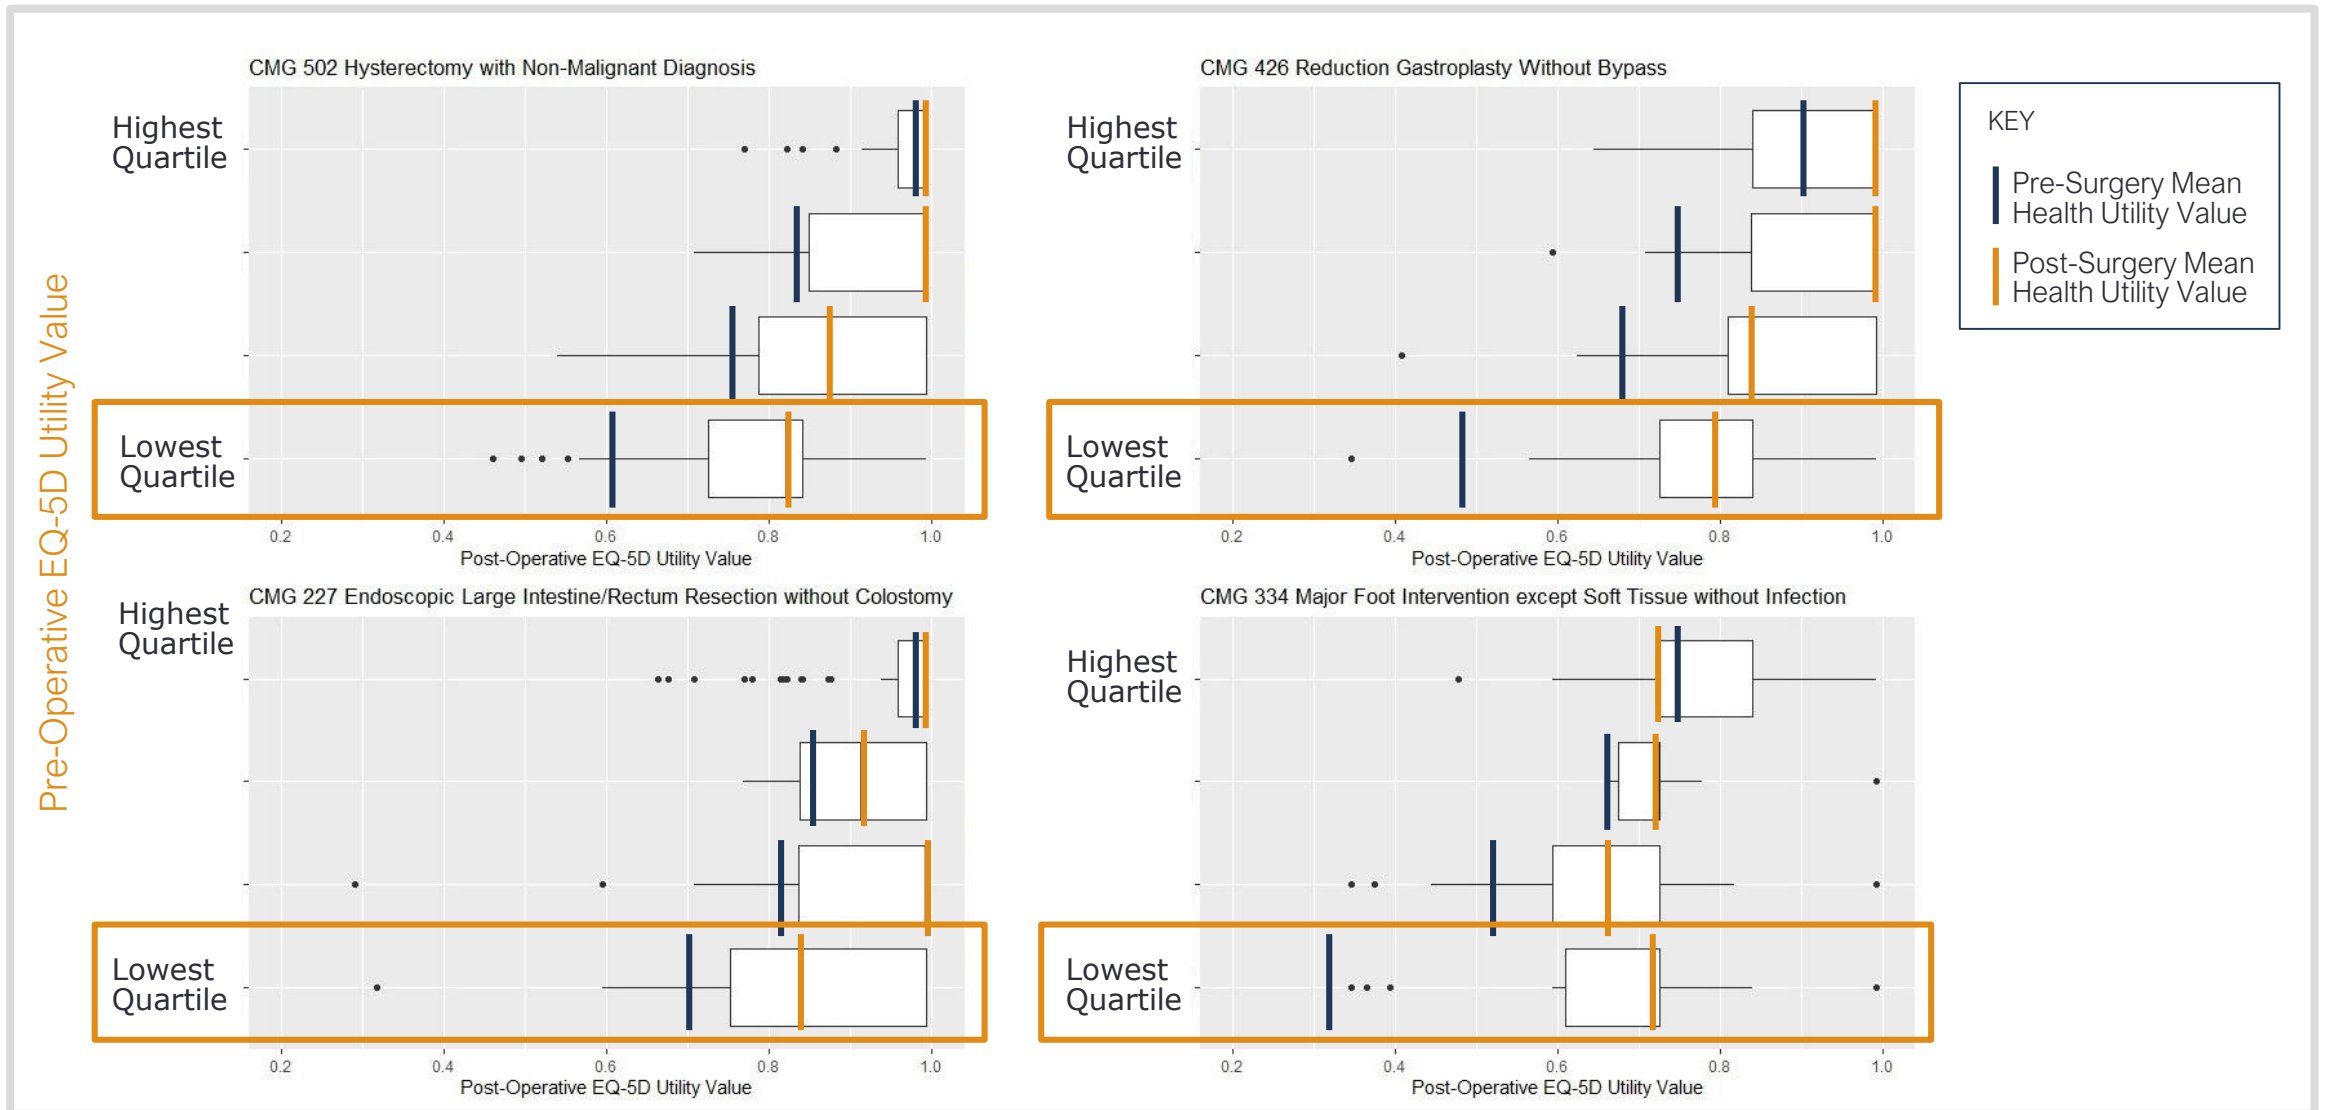 Pre-Operative EQ-5D Utility Value
CMG 502 Hysterectomy with Non-Malignant Diagnosis
Highest
Quartile
Lowest
Quartile
0.2 0.4 0.6 0.8 1.0
Post-Operative EQ-5D Utility Value
CMG 426 Reduction Gastroplasty Without Bypass
Highest
Quartile
Lowest
Quartile
0.2 0.4 0.6 0.8 1.0
Post-Operative EQ-5D Utility Value
KEY
Pre-Surgery Mean
Health Utility Value
Post-Surgery Mean
Health Utility Value
CMG 227 Endoscopic Large Intestine/Rectum Resection without Colostomy
Highest
Quartile
Lowest
Quartile
0.2 0.4 0.6 0.8 1.0
Post-Operative EQ-5D Utility Value
CMG 334 Major Foot Intervention except Soft Tissue without Infection
Highest
Quartile
Lowest
Quartile
0.2 0.4 0.6 0.8 1.0
Post-Operative EQ-5D Utility Value